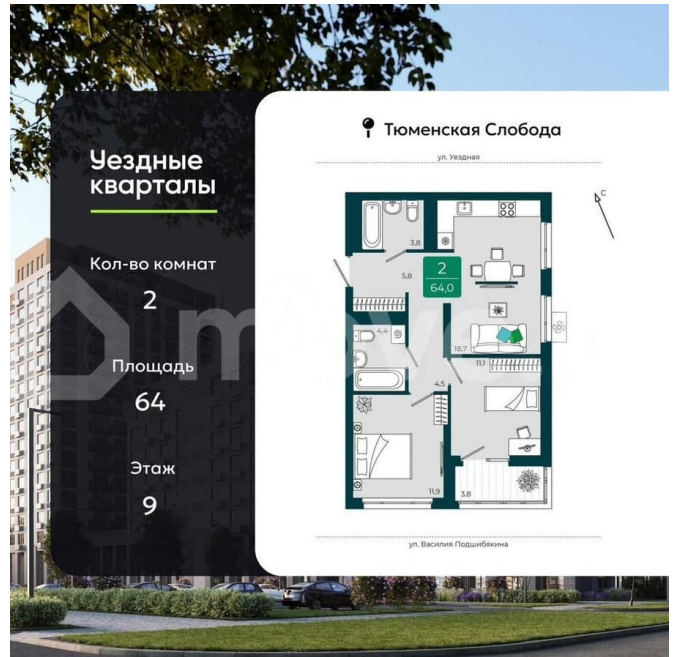 Тюменская Слобода
ул. Уездная
С
Уездные
кварталы
Кол-во комнат
2
Площадь
64
Этаж
9
3,8
5,8
2
64,0
4,4
18,7
11,1
4,5
11,9
3,8
ул. Василия Подшибякина